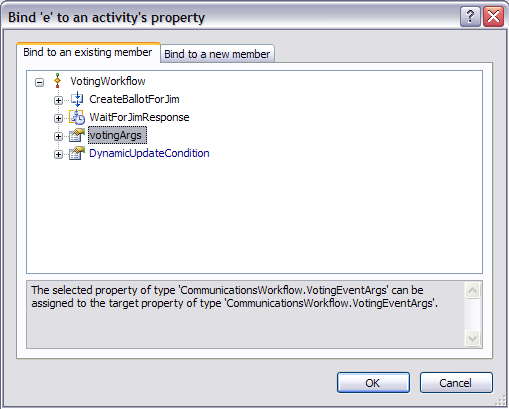 Bind 'e' to an activity's property
Bind to an existing member
Bind to a new member
VotingWorkflow
CreateBallotForJim
WaitForJimResponse
votingArgs
DynamicUpdateCondition
The selected property of type 'CommunicationsWorkflow.VotingEventArgs' can be
assigned to the target property of type 'CommunicationsWorkflow.VotingEventArgs'.
OK
Cancel